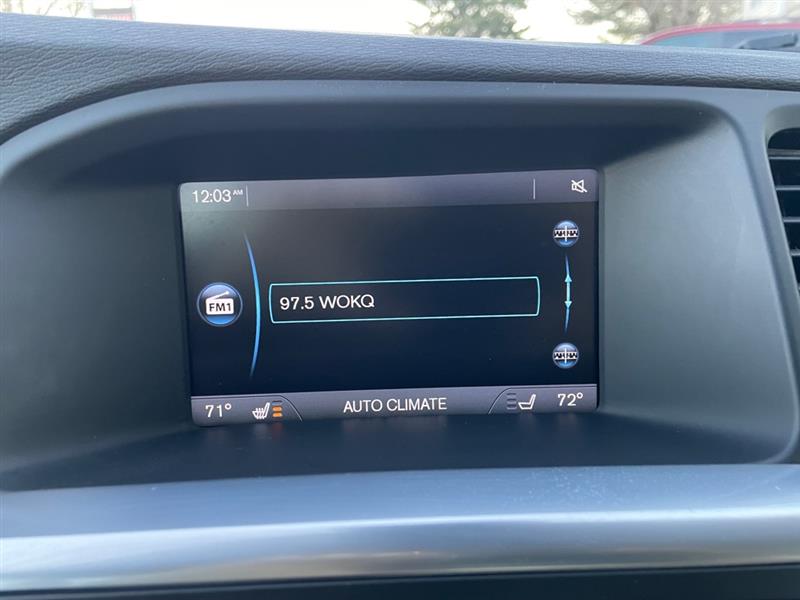 12:03 AM
FM1
97.5 WOKQ
71°
AUTO CLIMATE
72°